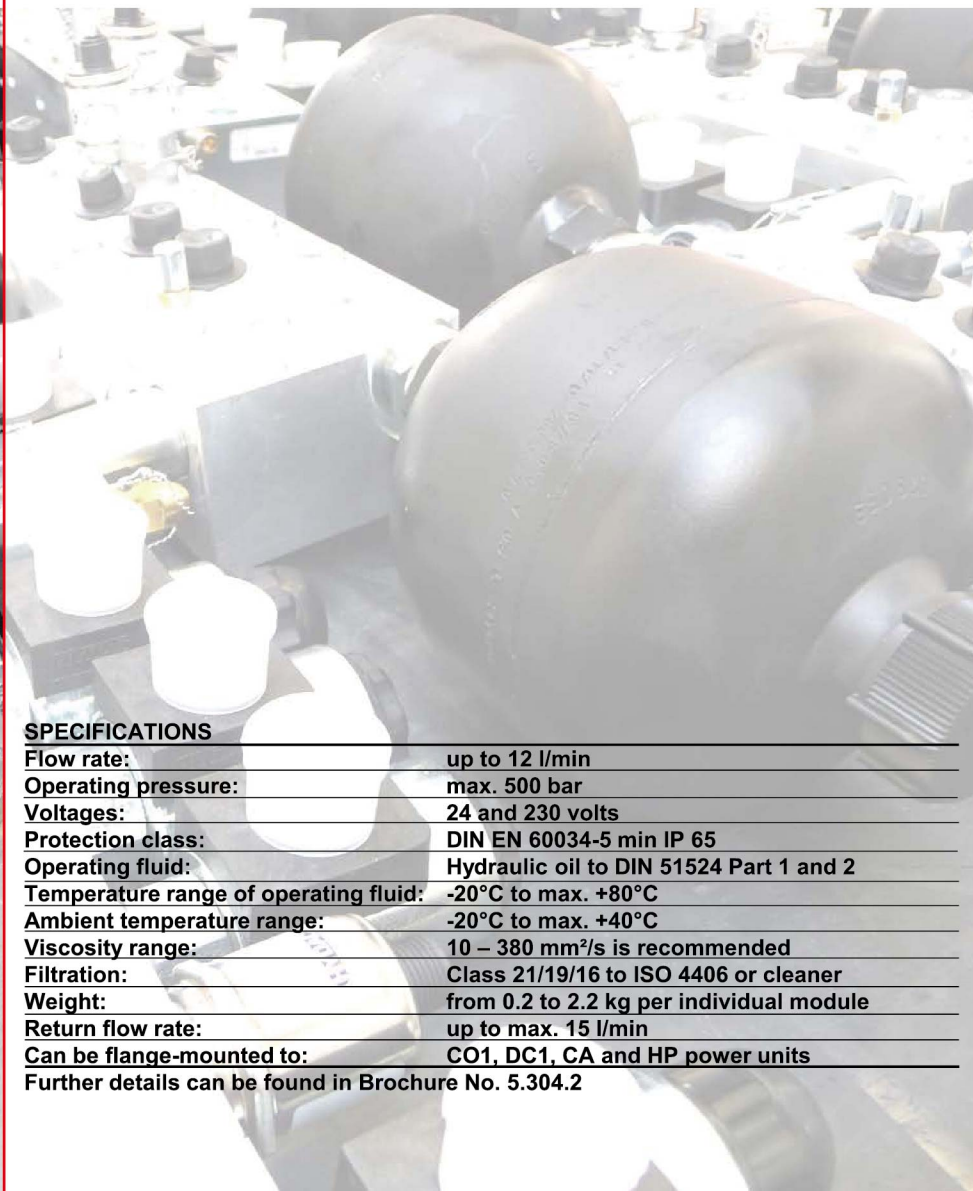 SPECIFICATIONS
Flow rate: up to 12 l/min
Operating pressure: max. 500 bar
Voltages: 24 and 230 volts
Protection class: DIN EN 60034-5 min IP 65
Operating fluid: Hydraulic oil to DIN 51524 Part 1 and 2
Temperature range of operating fluid: -20°C to max. +80°C
Ambient temperature range: -20°C to max. +40°C
Viscosity range: 10 – 380 mm²/s is recommended
Filtration: Class 21/19/16 to ISO 4406 or cleaner
Weight: from 0.2 to 2.2 kg per individual module
Return flow rate: up to max. 15 l/min
Can be flange-mounted to: CO1, DC1, CA and HP power units
Further details can be found in Brochure No. 5.304.2